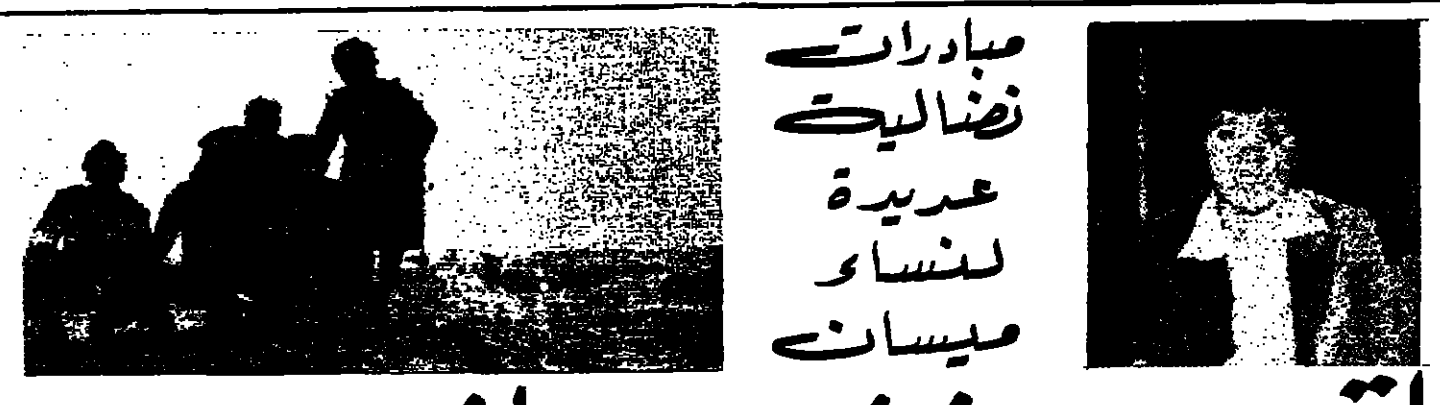 مبادرات
نضالية
عديدة
لنساء
ميسان